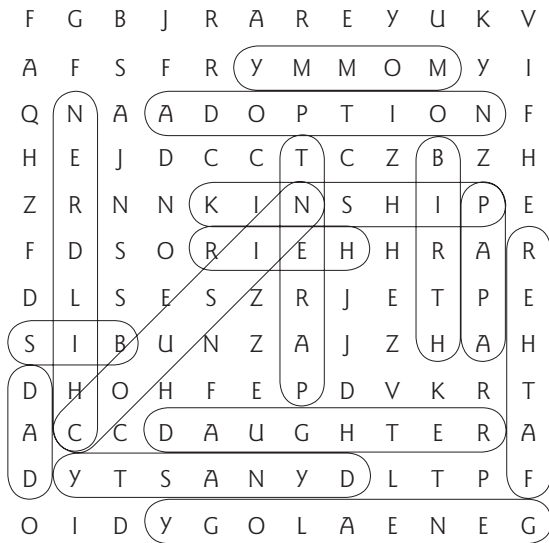 F G B J R A R E Y U K V
A F S F R Y M M O M Y I
Q N A A D O P T I O N F
H E J D C C T C Z B Z H
Z R N N K I N S H I P E
F D S O R I E H H R A R
D L S E S Z R J E T P E
S I B U N Z A J Z H A H
D H O H F E P D V K R T
A C C D A U G H T E R A
D Y T S A N Y D L T P F
O I D Y G O L A E N E G